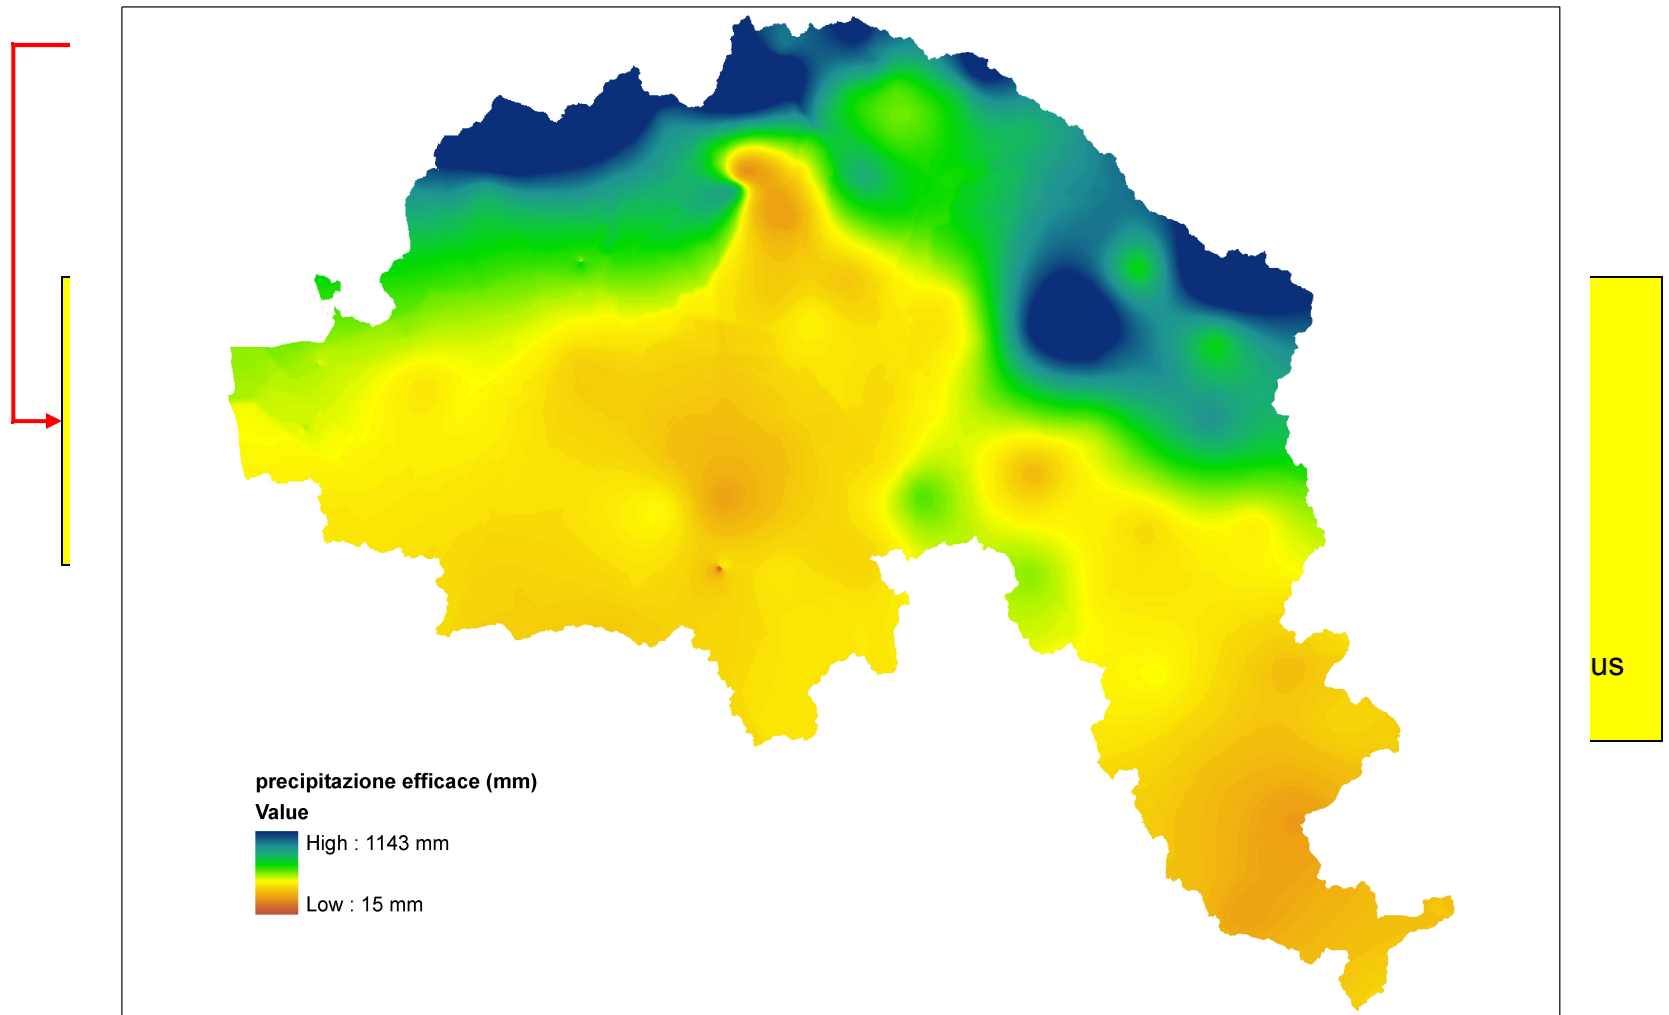 us
precipitazione efficace (mm)
Value
High : 1143 mm
Low : 15 mm